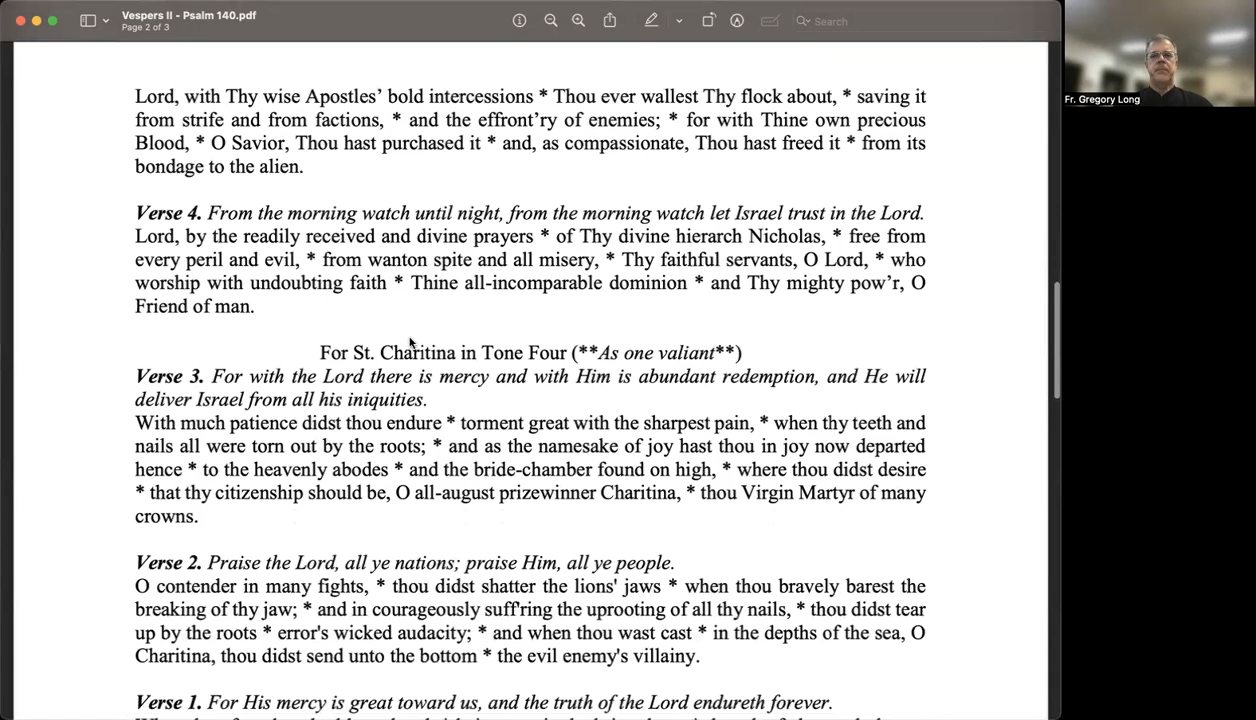 Vespers II - Psalm 140.pdf
Page 2 of 3
Search
Fr. Gregory Long
Lord, with Thy wise Apostles’ bold intercessions * Thou ever wallest Thy flock about, * saving it
from strife and from factions, * and the effront’ry of enemies; * for with Thine own precious
Blood, * O Savior, Thou hast purchased it * and, as compassionate, Thou hast freed it * from its
bondage to the alien.
Verse 4. From the morning watch until night, from the morning watch let Israel trust in the Lord.
Lord, by the readily received and divine prayers * of Thy divine hierarch Nicholas, * free from
every peril and evil, * from wanton spite and all misery, * Thy faithful servants, O Lord, * who
worship with undoubting faith * Thine all-incomparable dominion * and Thy mighty pow’r, O
Friend of man.
For St. Charitina in Tone Four (**As one valiant**)
Verse 3. For with the Lord there is mercy and with Him is abundant redemption, and He will
deliver Israel from all his iniquities.
With much patience didst thou endure * torment great with the sharpest pain, * when thy teeth and
nails all were torn out by the roots; * and as the namesake of joy hast thou in joy now departed
hence * to the heavenly abodes * and the bride-chamber found on high, * where thou didst desire
* that thy citizenship should be, O all-august prizewinner Charitina, * thou Virgin Martyr of many
crowns.
Verse 2. Praise the Lord, all ye nations; praise Him, all ye people.
O contender in many fights, * thou didst shatter the lions' jaws * when thou bravely barest the
breaking of thy jaw; * and in courageously suff'ring the uprooting of all thy nails, * thou didst tear
up by the roots * error's wicked audacity; * and when thou wast cast * in the depths of the sea, O
Charitina, thou didst send unto the bottom * the evil enemy's villainy.
Verse 1. For His mercy is great toward us, and the truth of the Lord endureth forever.